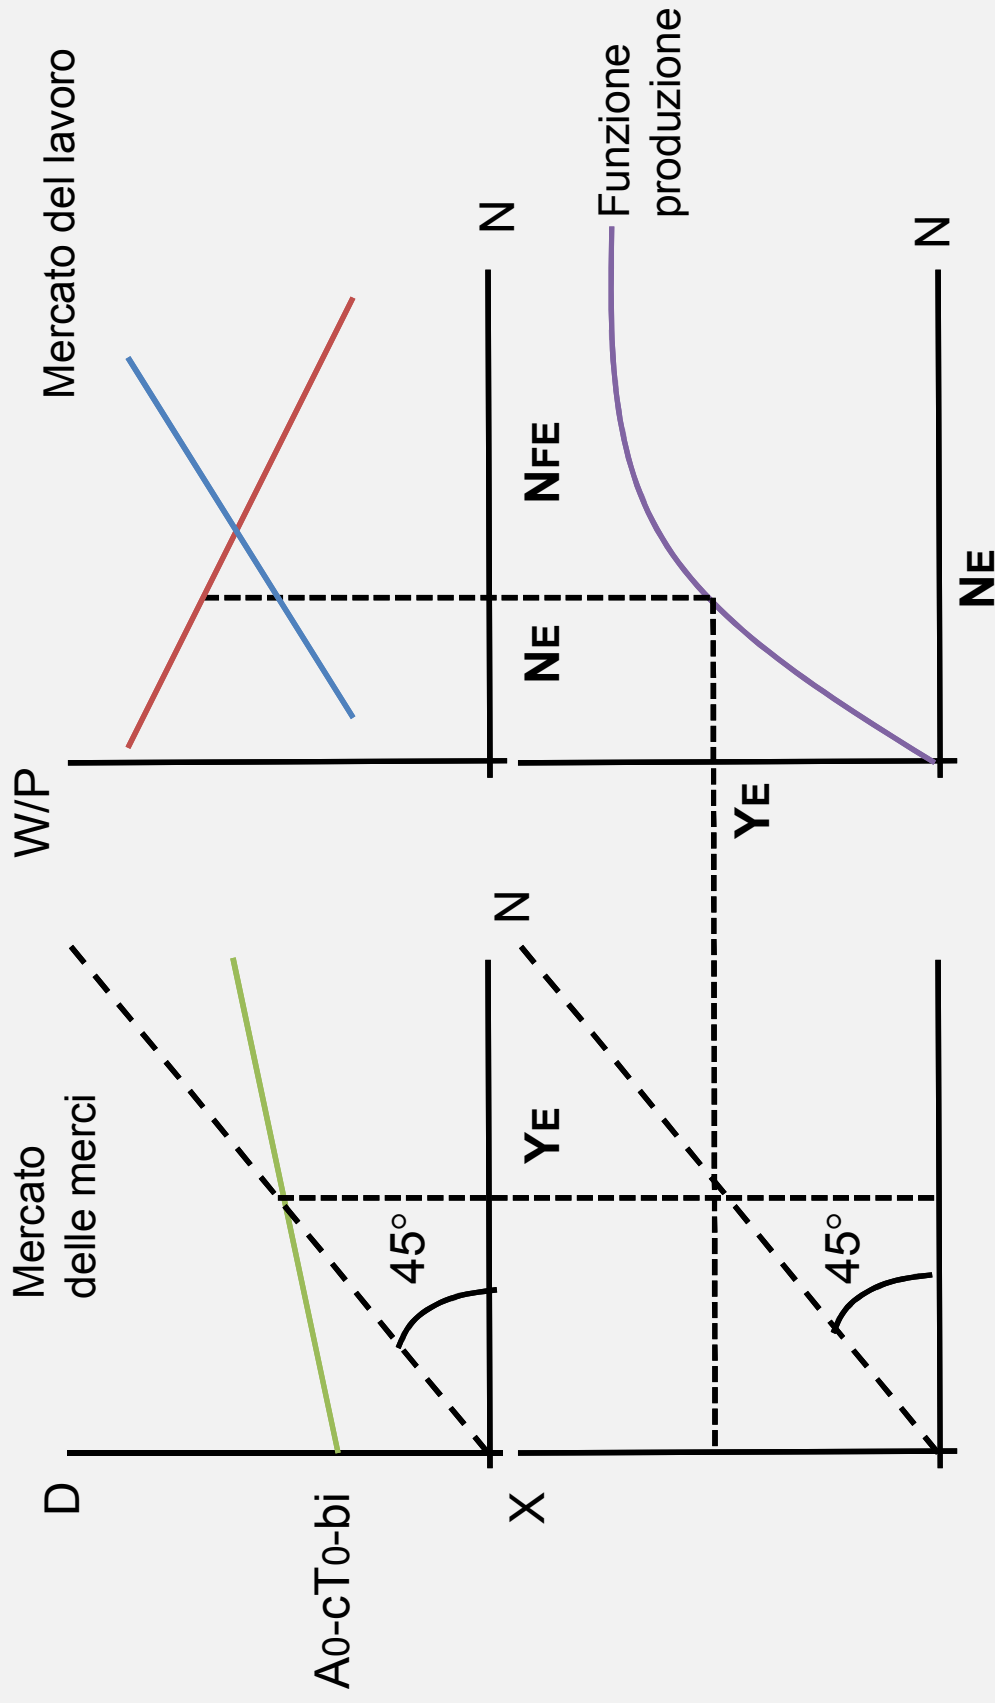 Mercato
delle merci
Mercato del lavoro
D
W/P
A0-cT0-bi
45°
N
N
YE
NE
NFE
X
Funzione
produzione
45°
YE
N
NE